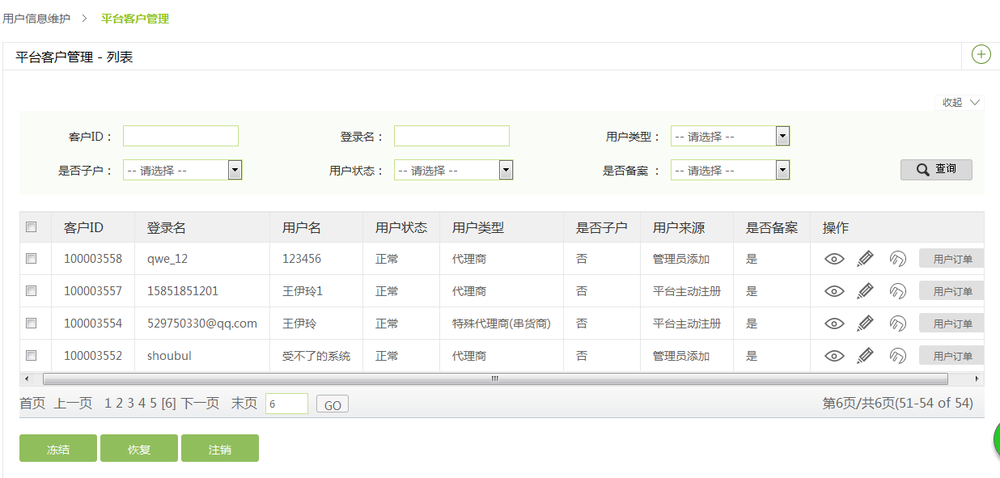 用户信息维护 > 平台客户管理
平台客户管理 - 列表
收起
客户ID： 登录名： 用户类型： -- 请选择 --
是否子户： -- 请选择 -- 用户状态： -- 请选择 -- 是否备案 ： -- 请选择 -- 查询
客户ID 登录名 用户名 用户状态 用户类型 是否子户 用户来源 是否备案 操作
100003558 qwe_12 123456 正常 代理商 否 管理员添加 是 用户订单
100003557 15851851201 王伊玲1 正常 代理商 否 平台主动注册 是 用户订单
100003554 529750330@qq.com 王伊玲 正常 特殊代理商(串货商) 否 平台主动注册 是 用户订单
100003552 shoubul 受不了的系统 正常 代理商 否 管理员添加 是 用户订单
首页 上一页 1 2 3 4 5 [6] 下一页 末页 6 GO 第6页/共6页(51-54 of 54)
冻结 恢复 注销